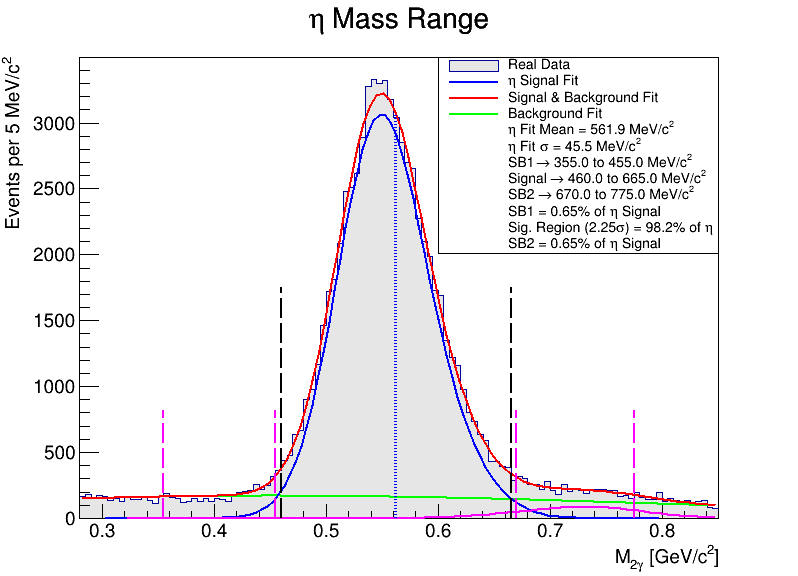 η Mass Range
Events per 5 MeV/c²
Real Data
η Signal Fit
Signal & Background Fit
Background Fit
η Fit Mean = 561.9 MeV/c²
η Fit σ = 45.5 MeV/c²
SB1 → 355.0 to 455.0 MeV/c²
Signal → 460.0 to 665.0 MeV/c²
SB2 → 670.0 to 775.0 MeV/c²
SB1 = 0.65% of η Signal
Sig. Region (2.25σ) = 98.2% of η
SB2 = 0.65% of η Signal
3000
2500
2000
1500
1000
500
0
0.3 0.4 0.5 0.6 0.7 0.8
M₂γ [GeV/c²]